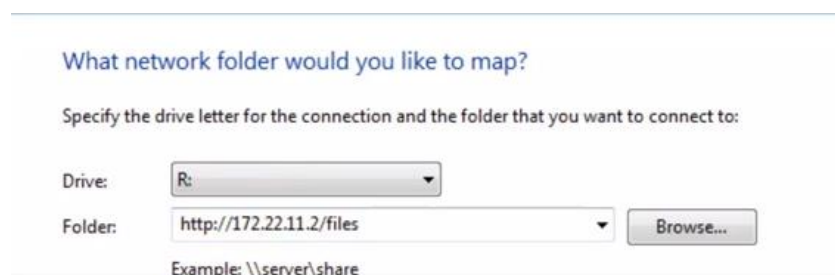 What network folder would you like to map?
Specify the drive letter for the connection and the folder that you want to connect to:
Drive: R:
Folder: http://172.22.11.2/files Browse...
Example: \\server\share